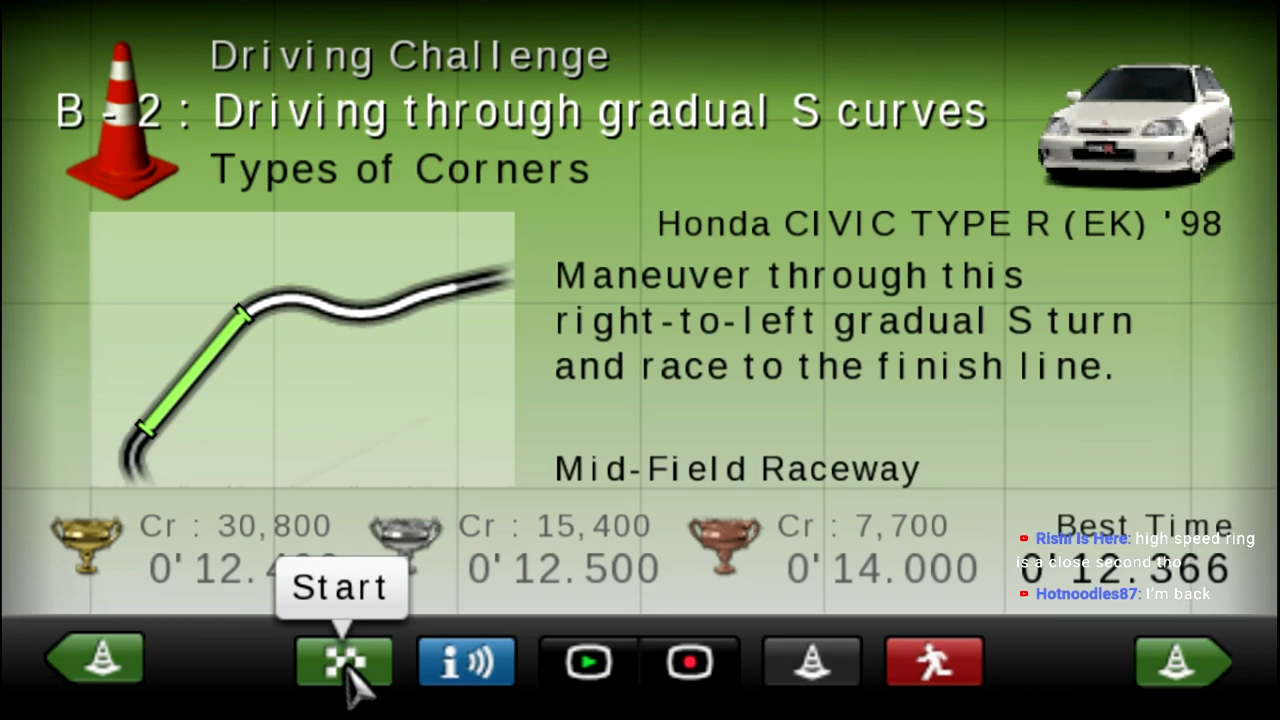 Driving Challenge
B - 2 : Driving through gradual S curves
Types of Corners
Honda CIVIC TYPE R (EK) '98
Maneuver through this
right-to-left gradual S turn
and race to the finish line.
Mid-Field Raceway
Cr : 30,800
Cr : 15,400
Cr : 7,700
Best Time
0'12.500
0'14.000
0'12.366
Rishi Is Here: high speed ring
is a close second tho
Hotnoodles87: I'm back
Start